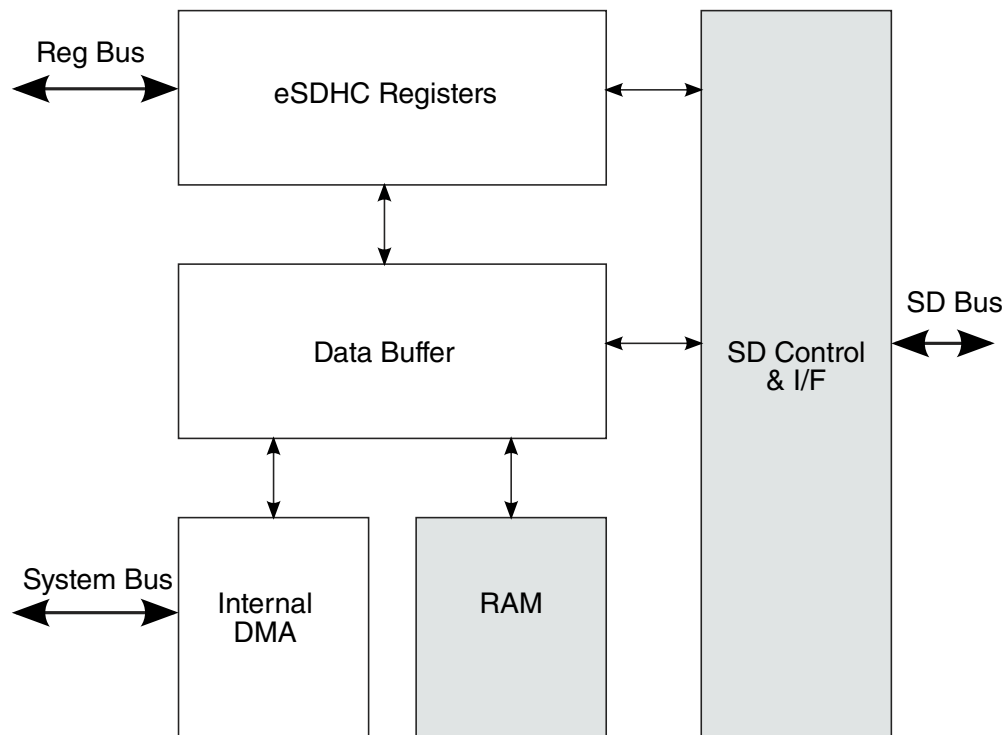 Reg Bus
eSDHC Registers
SD Bus
Data Buffer
SD Control
& I/F
System Bus
Internal
DMA
RAM